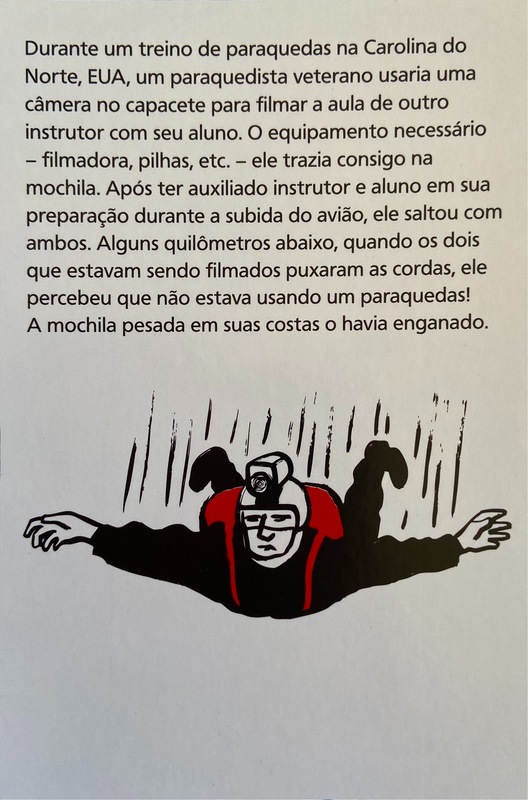 Durante um treino de paraquedas na Carolina do
Norte, EUA, um paraquedista veterano usaria uma
câmera no capacete para filmar a aula de outro
instrutor com seu aluno. O equipamento necessário
– filmadora, pilhas, etc. – ele trazia consigo na
mochila. Após ter auxiliado instrutor e aluno em sua
preparação durante a subida do avião, ele saltou com
ambos. Alguns quilômetros abaixo, quando os dois
que estavam sendo filmados puxaram as cordas, ele
percebeu que não estava usando um paraquedas!
A mochila pesada em suas costas o havia enganado.